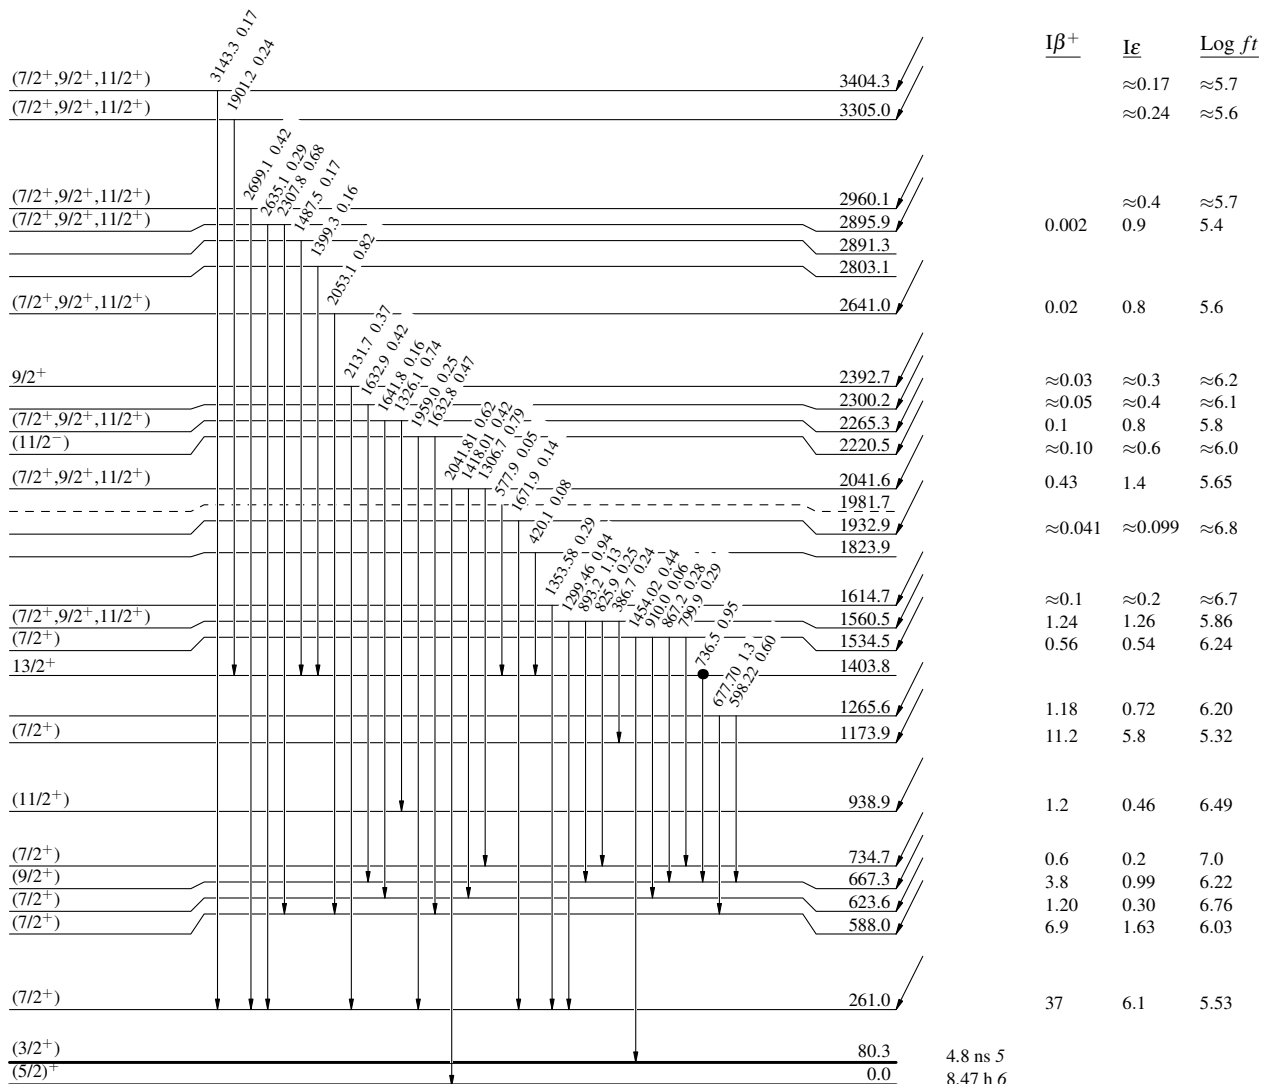 Iβ+ Iε Log ft
3143.3 0.17
1901.2 0.24
(7/2+,9/2+,11/2+) 3404.3 ≈0.17 ≈5.7
(7/2+,9/2+,11/2+) 3305.0 ≈0.24 ≈5.6
2699.1 0.42
2635.1 0.29
2307.8 0.68
1487.5 0.17
1399.3 0.16
2053.1 0.82
(7/2+,9/2+,11/2+) 2960.1 ≈0.4 ≈5.7
(7/2+,9/2+,11/2+) 2895.9 0.002 0.9 5.4
2891.3
2803.1
(7/2+,9/2+,11/2+) 2641.0 0.02 0.8 5.6
2131.7 0.37
1632.9 0.42
1641.8 0.16
1326.1 0.74
1959.0 0.25
1632.8 0.47
9/2+ 2392.7 ≈0.03 ≈0.3 ≈6.2
2300.2 ≈0.05 ≈0.4 ≈6.1
(7/2+,9/2+,11/2+) 2265.3 0.1 0.8 5.8
(11/2−) 2220.5 ≈0.10 ≈0.6 ≈6.0
2041.81 0.62
1418.01 0.42
1306.7 0.79
577.9 0.05
1671.9 0.14
420.1 0.08
(7/2+,9/2+,11/2+) 2041.6 0.43 1.4 5.65
1981.7
1932.9 ≈0.041 ≈0.099 ≈6.8
1823.9
1353.58 0.29
1299.46 0.94
893.2 1.13
825.9 0.25
386.7 0.24
1454.02 0.44
910.0 0.06
867.2 0.28
799.9 0.29
1614.7 ≈0.1 ≈0.2 ≈6.7
(7/2+,9/2+,11/2+) 1560.5 1.24 1.26 5.86
(7/2+) 1534.5 0.56 0.54 6.24
736.5 0.95
677.70 1.3
598.22 0.60
13/2+ 1403.8
1265.6 1.18 0.72 6.20
(7/2+) 1173.9 11.2 5.8 5.32
(11/2+) 938.9 1.2 0.46 6.49
(7/2+) 734.7 0.6 0.2 7.0
(9/2+) 667.3 3.8 0.99 6.22
(7/2+) 623.6 1.20 0.30 6.76
(7/2+) 588.0 6.9 1.63 6.03
(7/2+) 261.0 37 6.1 5.53
(3/2+) 80.3 4.8 ns 5
(5/2)+ 0.0 8.47 h 6